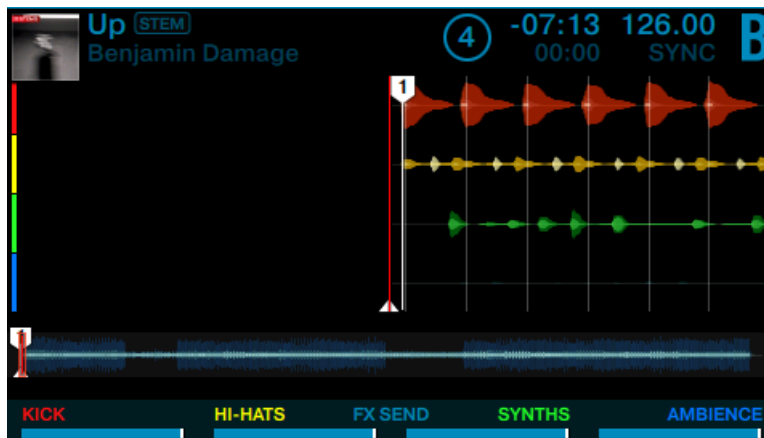 Up STEM
Benjamin Damage
4
-07:13 126.00
00:00 SYNC
B
1
1
KICK HI-HATS FX SEND SYNTHS AMBIENCE